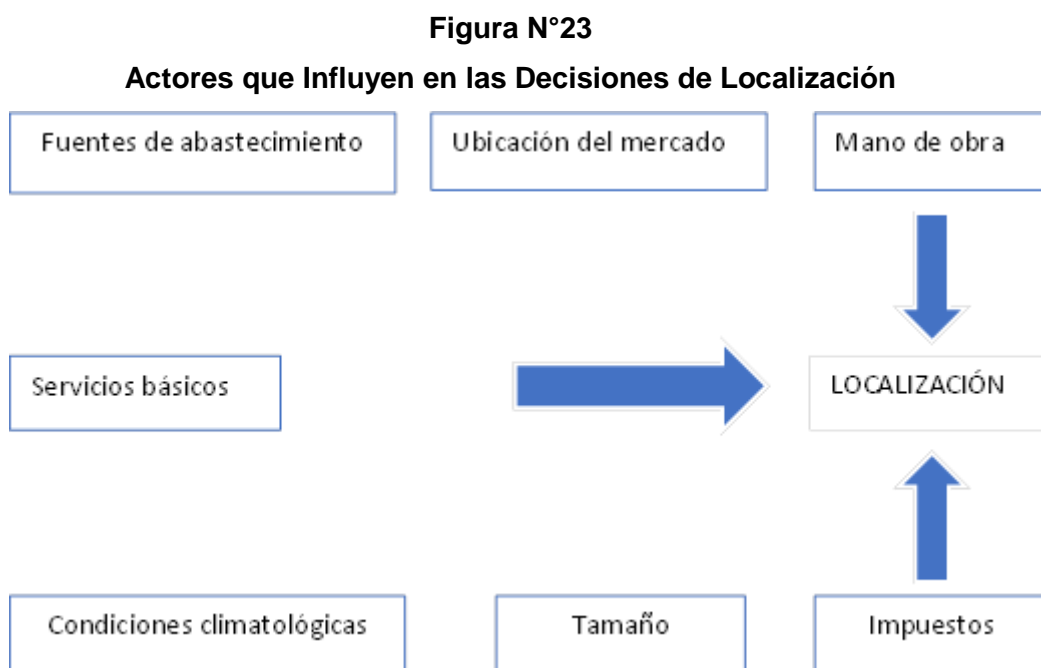 Figura N°23
Actores que Influyen en las Decisiones de Localización
Fuentes de abastecimiento
Ubicación del mercado
Mano de obra
Servicios básicos
LOCALIZACIÓN
Condiciones climatológicas
Tamaño
Impuestos